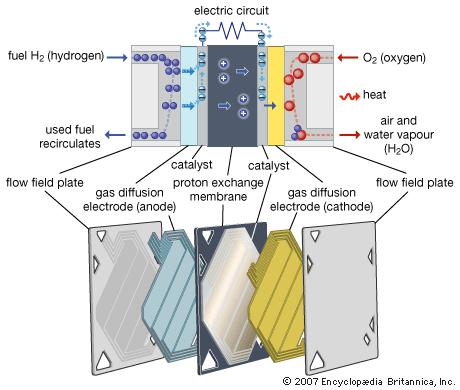 electric circuit
fuel H2 (hydrogen)
O2 (oxygen)
heat
used fuel
recirculates
air and
water vapour
(H2O)
catalyst
catalyst
flow field plate
gas diffusion
electrode (anode)
proton exchange
membrane
gas diffusion
electrode (cathode)
flow field plate
© 2007 Encyclopædia Britannica, Inc.